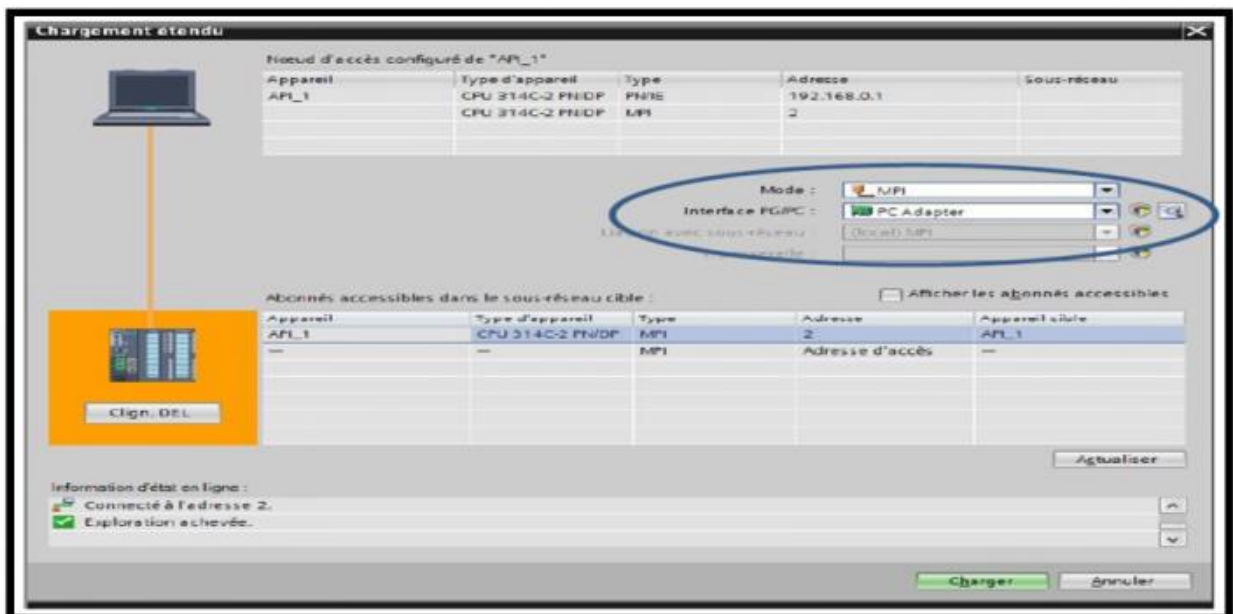 Chargement étendu
Nœud d'accès configuré de "API_1"
Appareil Type d'appareil Type Adresse Sous-réseau
API_1 CPU 314C-2 PN/DP PN/IE 192.168.0.1
CPU 314C-2 PN/DP MPI 2
Mode : MPI
Interface PG/PC : PC Adapter
Liaison avec sous-réseau : (local) MPI
Abonnés accessibles dans le sous-réseau cible :
Afficher les abonnés accessibles
Appareil Type d'appareil Type Adresse Appareil cible
API_1 CPU 314C-2 PN/DP MPI 2 API_1
— — MPI Adresse d'accès —
Clign. DEL
Actualiser
Information d'état en ligne :
Connecté à l'adresse 2.
Exploration achevée.
Charger Annuler